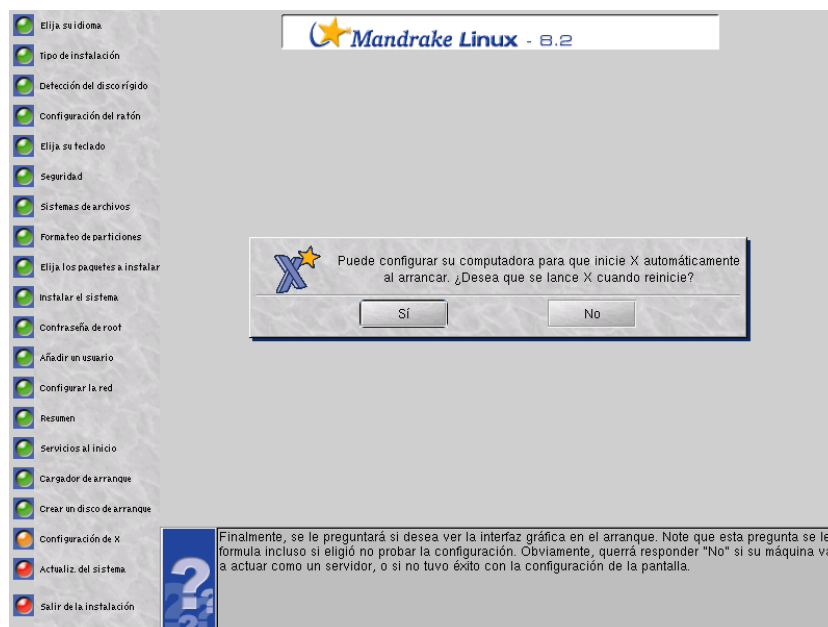 Mandrake Linux - 8.2
Elija su idioma
Tipo de instalación
Detección del disco rígido
Configuración del ratón
Elija su teclado
Seguridad
Sistemas de archivos
Formateo de particiones
Elija los paquetes a instalar
Instalar el sistema
Contraseña de root
Añadir un usuario
Configurar la red
Resumen
Servicios al inicio
Cargador de arranque
Crear un disco de arranque
Configuración de X
Actualiz. del sistema
Salir de la instalación
Puede configurar su computadora para que inicie X automáticamente
al arrancar. ¿Desea que se lance X cuando reinicie?
Sí
No
Finalmente, se le preguntará si desea ver la interfaz gráfica en el arranque. Note que esta pregunta se le
formula incluso si eligió no probar la configuración. Obviamente, querrá responder "No" si su máquina va
a actuar como un servidor, o si no tuvo éxito con la configuración de la pantalla.